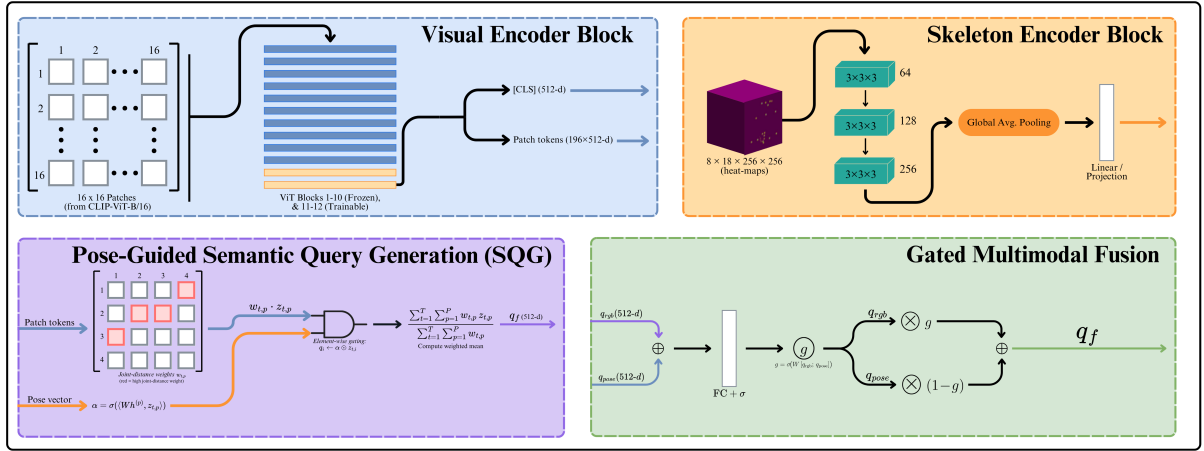 Visual Encoder Block
1 2 16
1
2
16
16 x 16 Patches
(from CLIP-ViT-B/16)
ViT Blocks 1-10 (Frozen),
& 11-12 (Trainable)
[CLS] (512-d)
Patch tokens (196×512-d)
Skeleton Encoder Block
8 × 18 × 256 × 256
(heat-maps)
3×3×3 64
3×3×3 128
3×3×3 256
Global Avg. Pooling
Linear /
Projection
Pose-Guided Semantic Query Generation (SQG)
1 2 3 4
1
2
3
4
Patch tokens
Joint-distance weights w_{t,p}
(red = high joint-distance weight)
w_{t,p} · z_{t,p}
Element-wise gating:
Compute weighted mean
\frac{\sum_{t=1}^{T} \sum_{p=1}^{P} w_{t,p} z_{t,p}}{\sum_{t=1}^{T} \sum_{p=1}^{P} w_{t,p}}
q_f (512-d)
Pose vector
α = σ(⟨Wh^{(p)}, z_{t,p}⟩)
Gated Multimodal Fusion
q_{rgb}(512-d)
q_{pose}(512-d)
⊕
FC + σ
g
q_{rgb} ⊗ g
q_{pose} ⊗ (1−g)
⊕
q_f